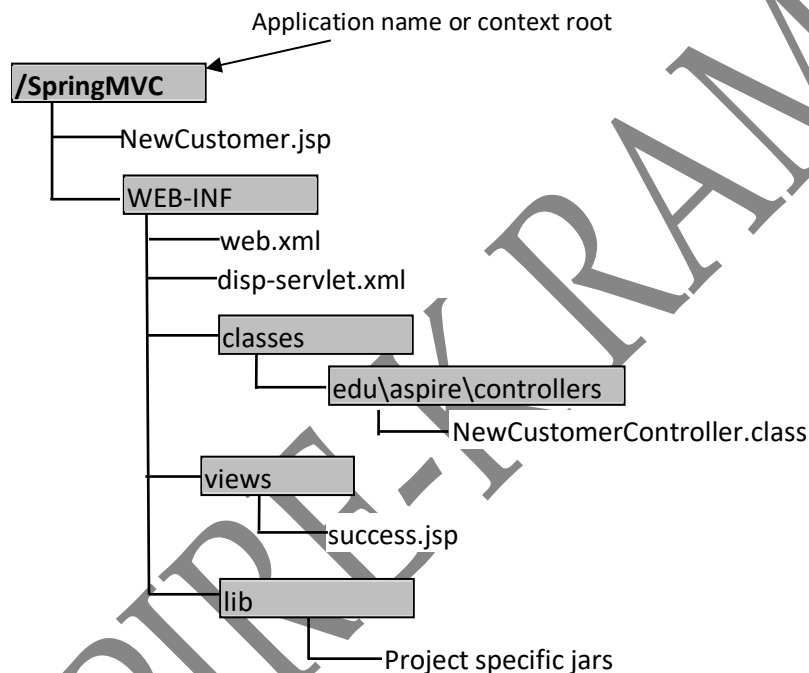 Application name or context root
/SpringMVC
NewCustomer.jsp
WEB-INF
web.xml
disp-servlet.xml
classes
edu\aspire\controllers
NewCustomerController.class
views
success.jsp
lib
Project specific jars